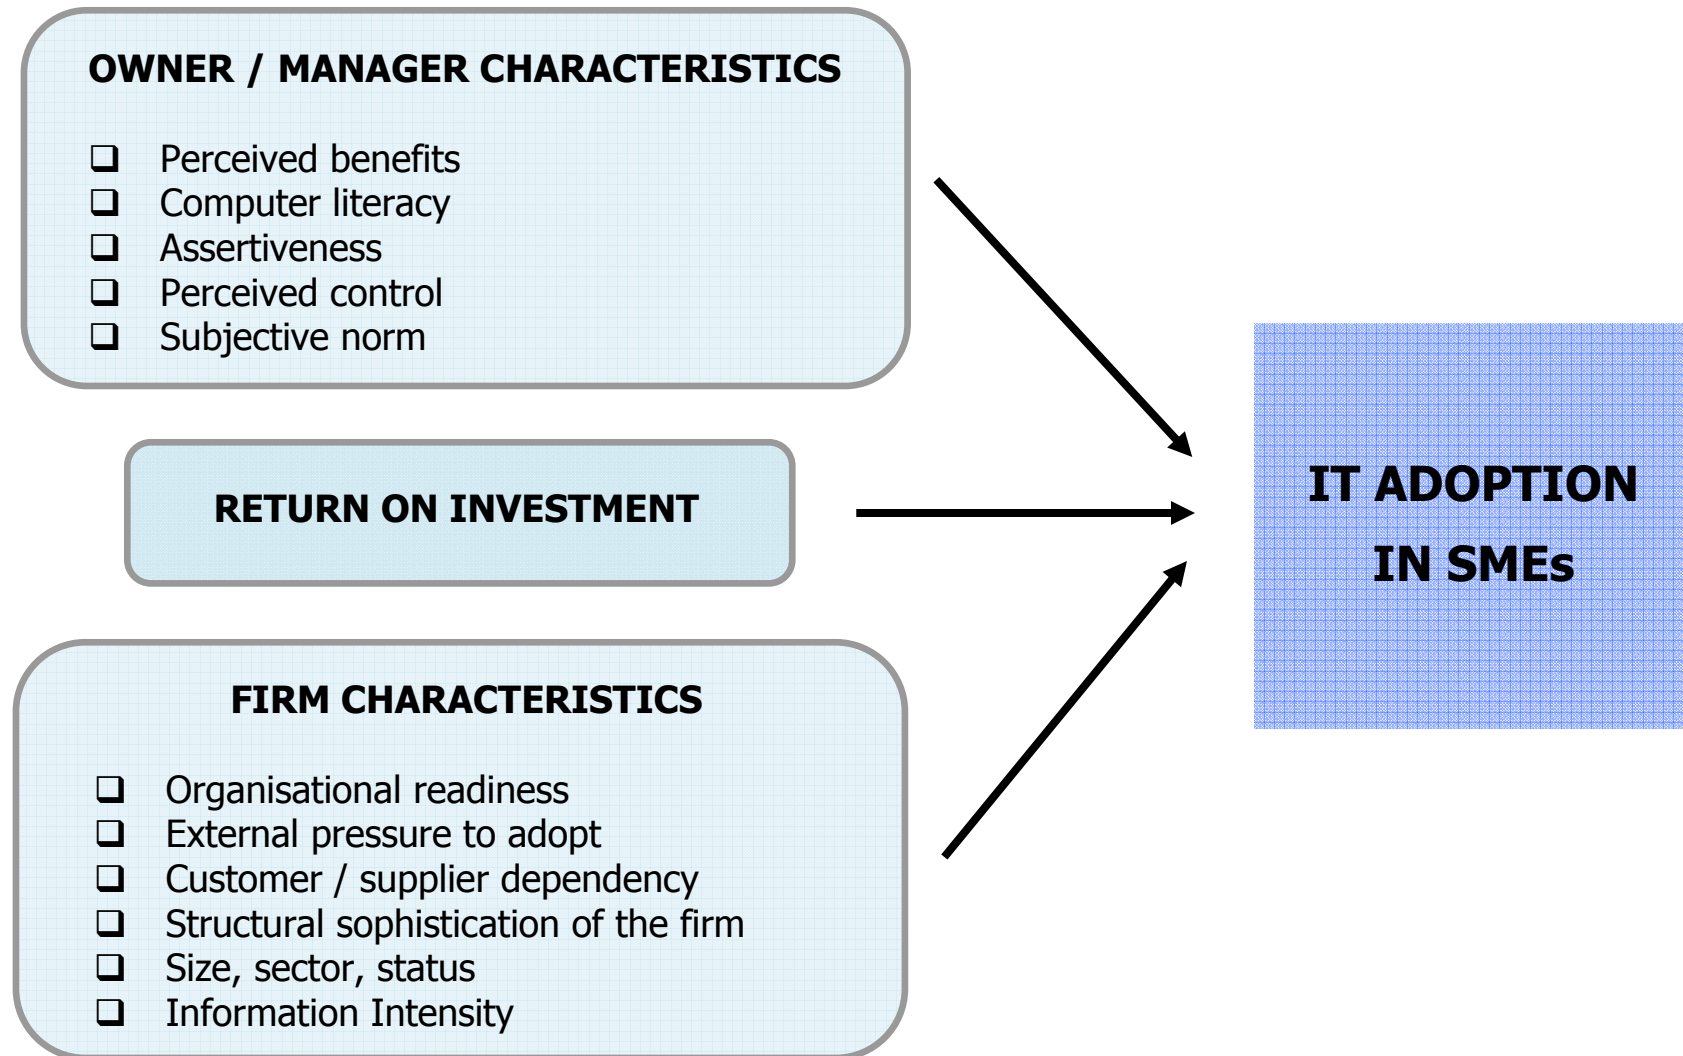 OWNER / MANAGER CHARACTERISTICS
❑ Perceived benefits
❑ Computer literacy
❑ Assertiveness
❑ Perceived control
❑ Subjective norm
RETURN ON INVESTMENT
FIRM CHARACTERISTICS
❑ Organisational readiness
❑ External pressure to adopt
❑ Customer / supplier dependency
❑ Structural sophistication of the firm
❑ Size, sector, status
❑ Information Intensity
IT ADOPTION
IN SMEs